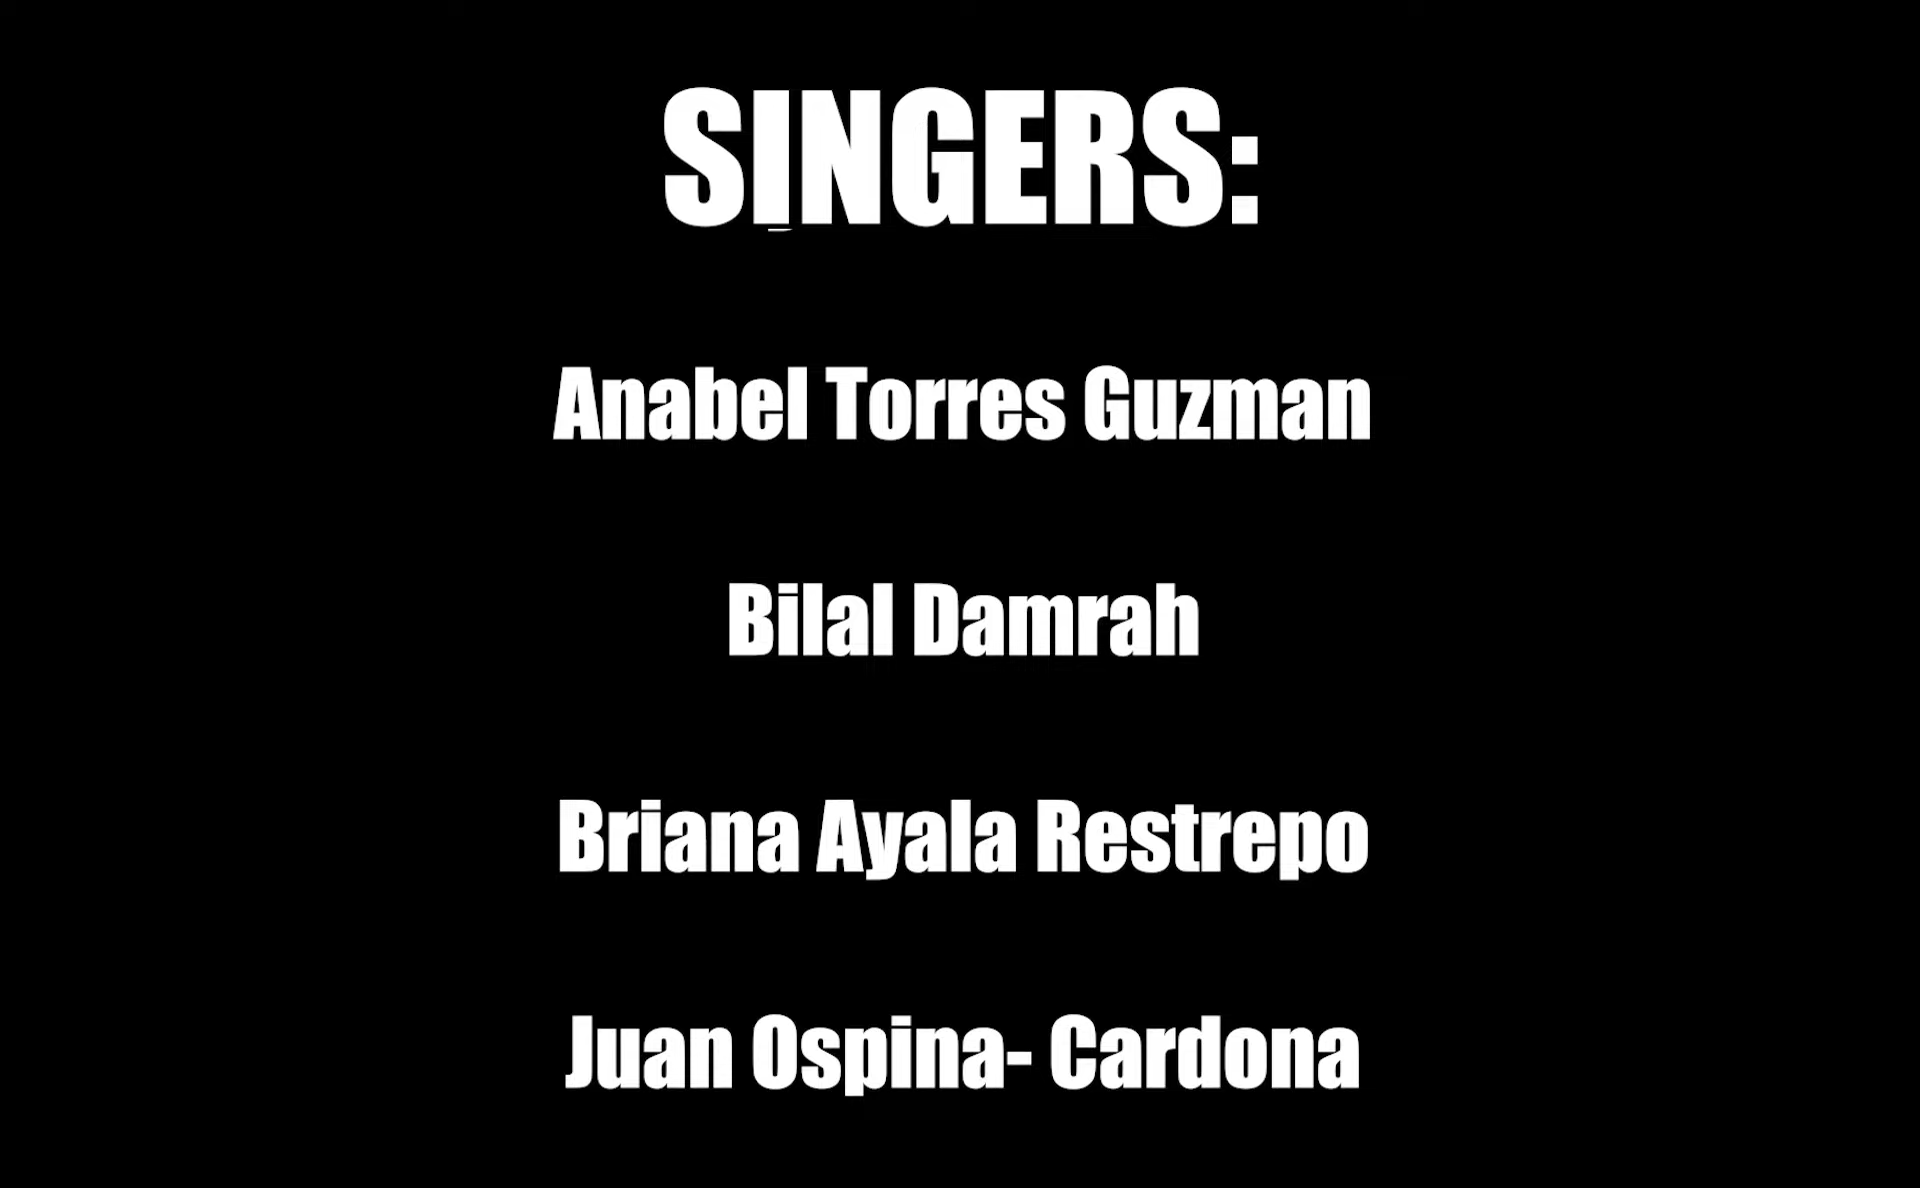 SINGERS:
Anabel Torres Guzman
Bilal Damrah
Briana Ayala Restrepo
Juan Ospina- Cardona